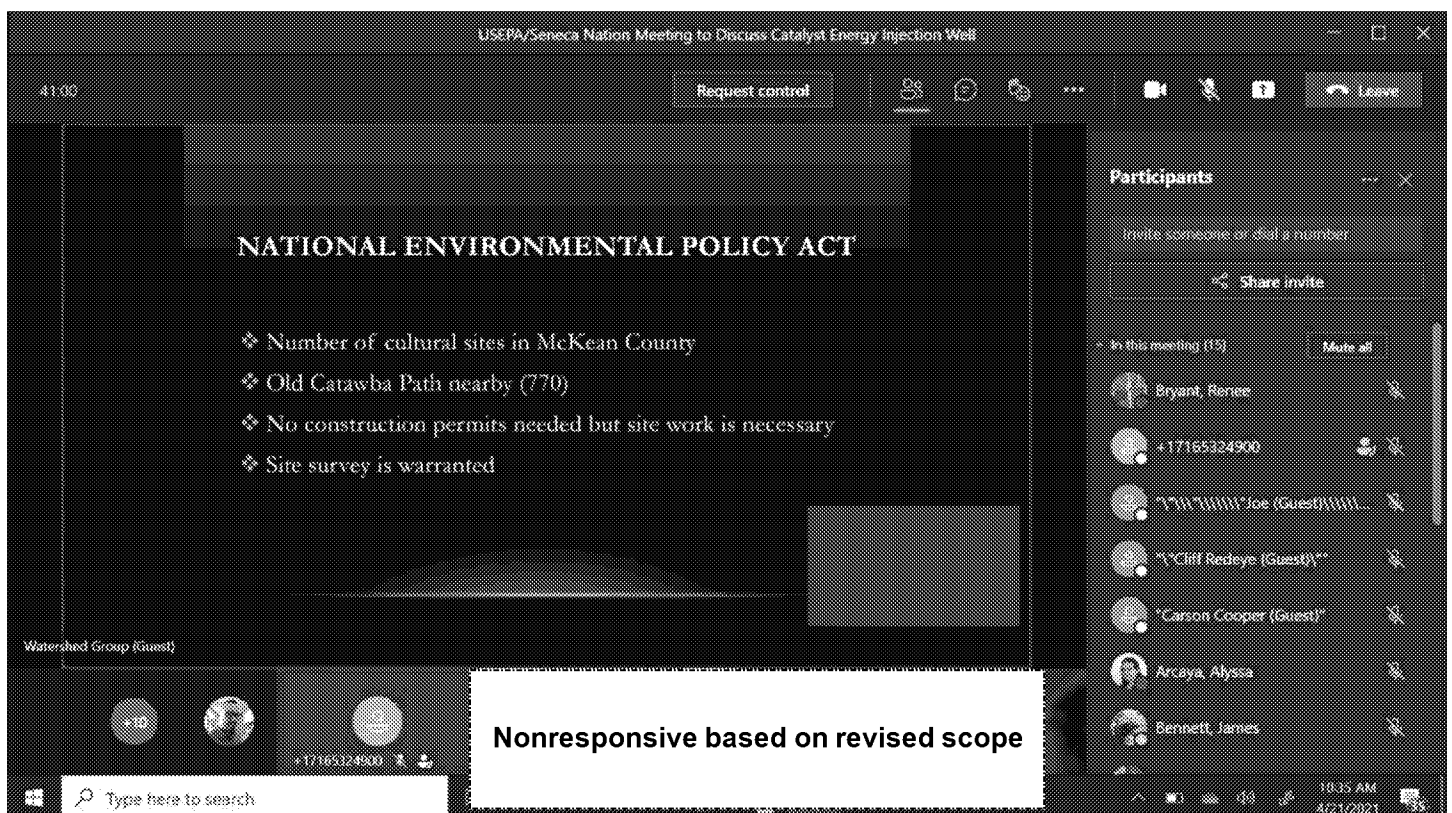 USEPA/Seneca Nation Meeting to Discuss Catalyst Energy Injection Well
41:00
Request control
Leave
Participants
Invite someone or dial a number
Share invite
In this meeting (15)
Mute all
NATIONAL ENVIRONMENTAL POLICY ACT
❖ Number of cultural sites in McKean County
❖ Old Catawba Path nearby (770)
❖ No construction permits needed but site work is necessary
❖ Site survey is warranted
Watershed Group (Guest)
Bryant, Renee
+17165324900
"\"\\\"\\\\\\\"Joe (Guest)\\\\\\...
"\"Cliff Redeye (Guest)\""
"Carson Cooper (Guest)"
Arcaya, Alyssa
Bennett, James
+10
+17165324900
Nonresponsive based on revised scope
Type here to search
10:35 AM
4/21/2021